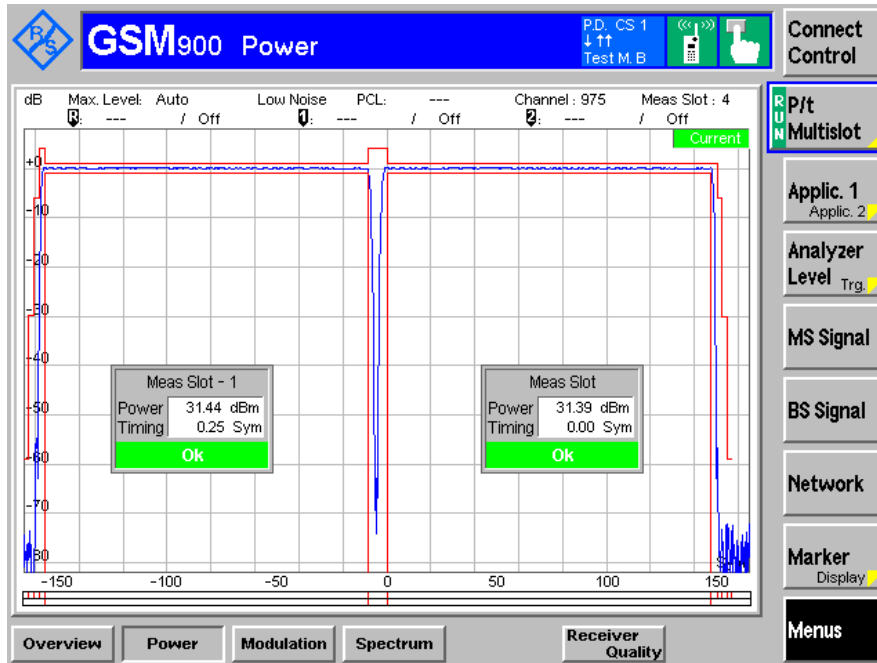 R/S
GSM900 Power
P.D. CS 1
Test M. B
Connect Control
dB Max. Level: Auto Low Noise PCL: --- Channel : 975 Meas Slot : 4
R: --- / Off 1: --- / Off 2: --- / Off
Current
RUN
P/t Multislot
Applic. 1
Applic. 2
Analyzer Level Trg.
MS Signal
BS Signal
Network
Marker
Display
Menus
+0
-10
-20
-30
-40
-50
-60
-70
-80
Meas Slot - 1
Power 31.44 dBm
Timing 0.25 Sym
Ok
Meas Slot
Power 31.39 dBm
Timing 0.00 Sym
Ok
-150 -100 -50 0 50 100 150
Overview Power Modulation Spectrum Receiver Quality